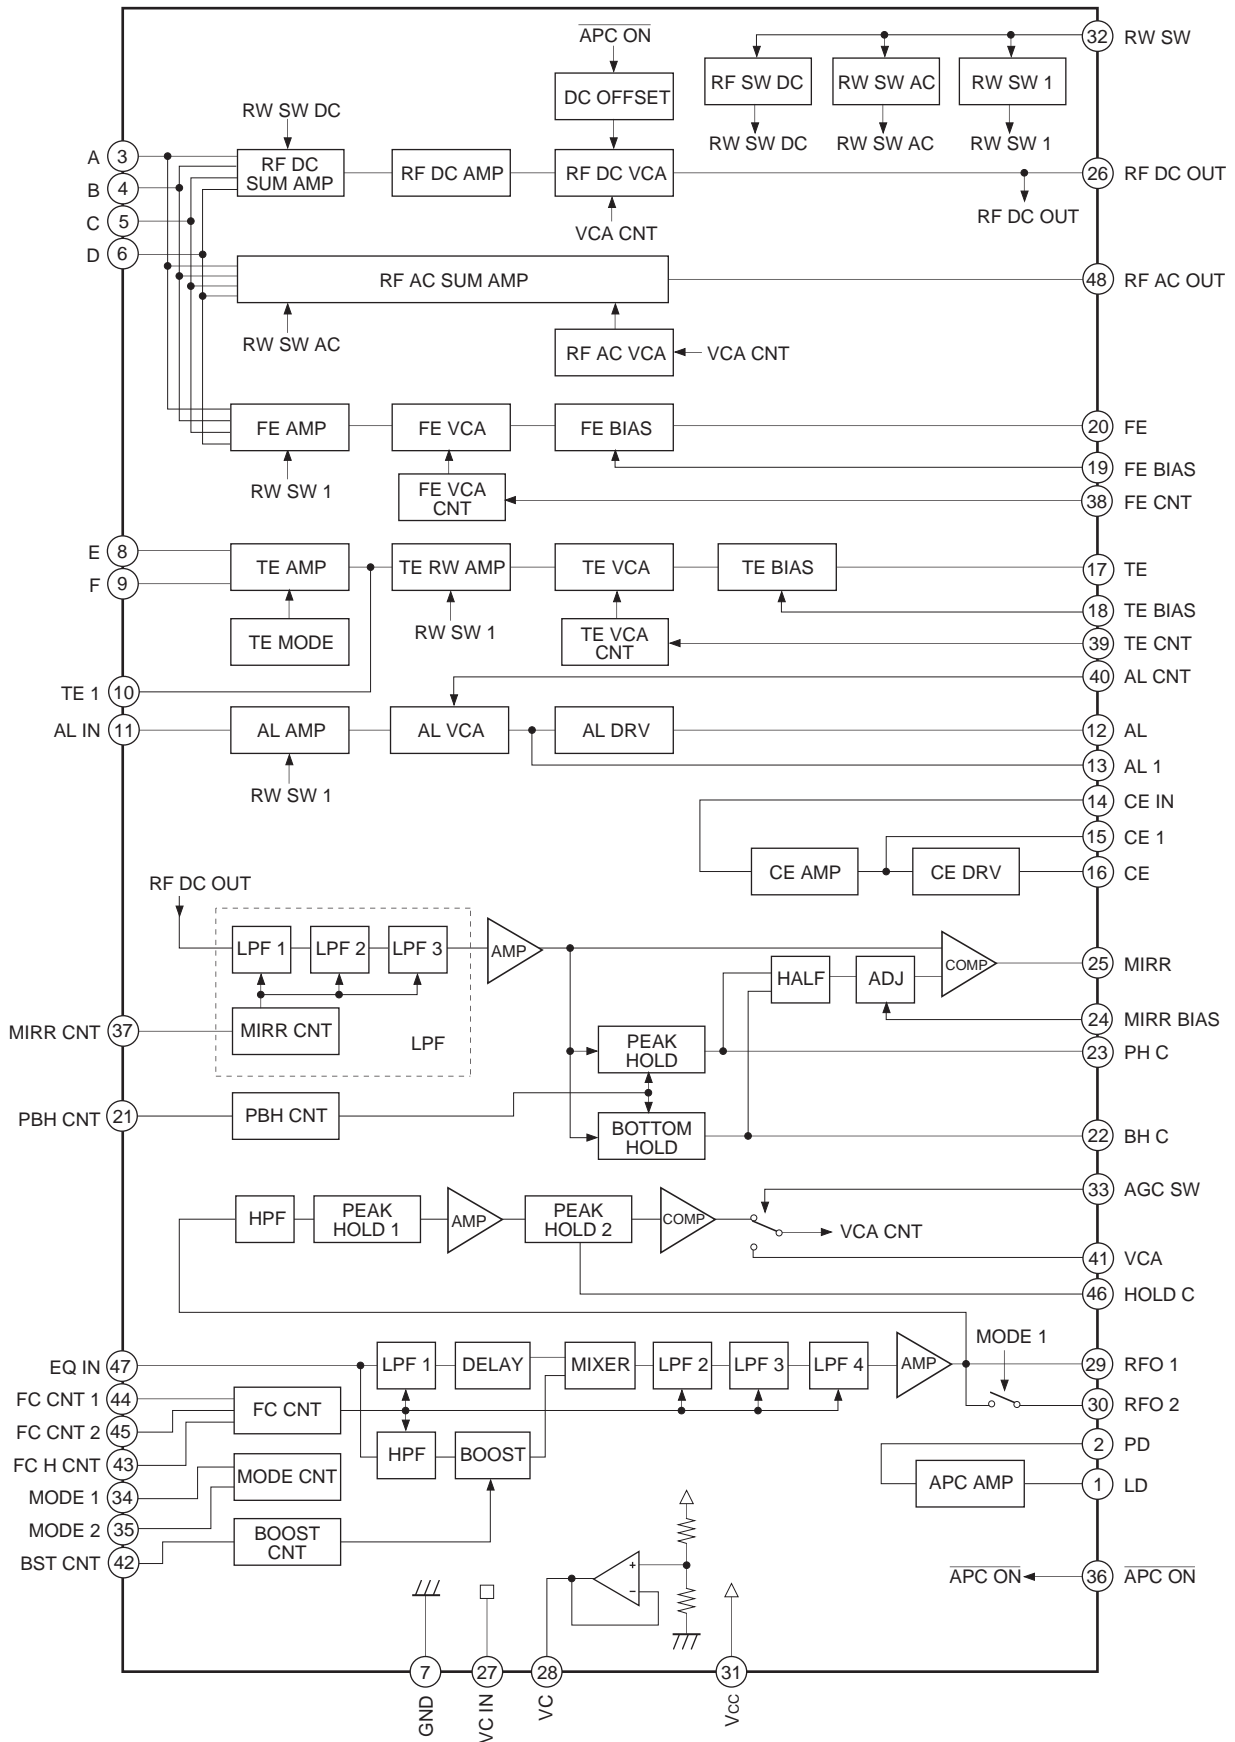 APC ON
32 RW SW
DC OFFSET
RF SW DC
RW SW AC
RW SW 1
RW SW DC
RW SW DC
RW SW AC
RW SW 1
A 3
RF DC
SUM AMP
RF DC AMP
RF DC VCA
26 RF DC OUT
B 4
C 5
VCA CNT
RF DC OUT
D 6
RF AC SUM AMP
48 RF AC OUT
RW SW AC
RF AC VCA
VCA CNT
FE AMP
FE VCA
FE BIAS
20 FE
19 FE BIAS
RW SW 1
FE VCA
CNT
38 FE CNT
E 8
F 9
TE AMP
TE RW AMP
TE VCA
TE BIAS
17 TE
18 TE BIAS
TE MODE
RW SW 1
TE VCA
CNT
39 TE CNT
40 AL CNT
TE 1 10
AL IN 11
AL AMP
AL VCA
AL DRV
12 AL
13 AL 1
RW SW 1
14 CE IN
15 CE 1
CE AMP
CE DRV
16 CE
RF DC OUT
LPF 1
LPF 2
LPF 3
AMP
HALF
ADJ
COMP
25 MIRR
24 MIRR BIAS
MIRR CNT 37
MIRR CNT
LPF
PEAK
HOLD
23 PH C
PBH CNT 21
PBH CNT
BOTTOM
HOLD
22 BH C
33 AGC SW
HPF
PEAK
HOLD 1
AMP
PEAK
HOLD 2
COMP
VCA CNT
41 VCA
46 HOLD C
MODE 1
EQ IN 47
LPF 1
DELAY
MIXER
LPF 2
LPF 3
LPF 4
AMP
29 RFO 1
FC CNT 1 44
FC CNT
30 RFO 2
FC CNT 2 45
2 PD
FC H CNT 43
HPF
BOOST
MODE CNT
APC AMP
1 LD
MODE 1 34
MODE 2 35
BOOST
CNT
BST CNT 42
+
−
APC ON
36 APC ON
7
27
28
31
GND
VC IN
VC
VCC